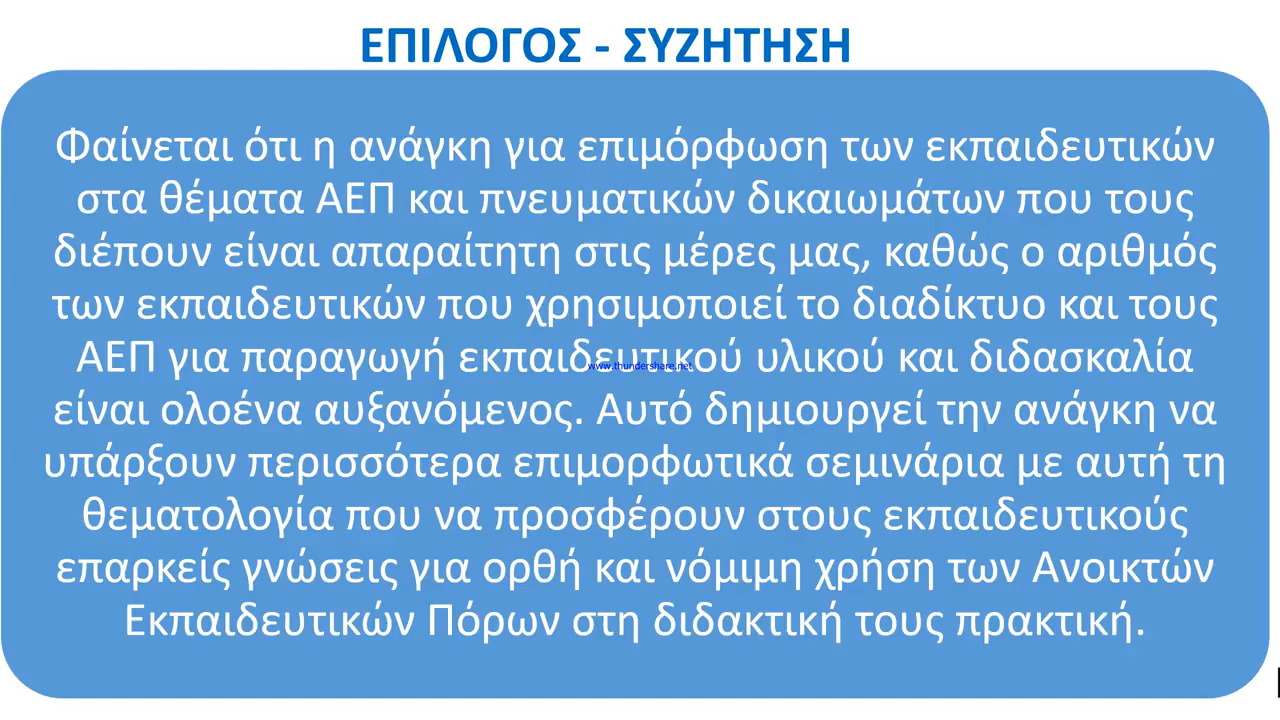 ΕΠΙΛΟΓΟΣ - ΣΥΖΗΤΗΣΗ
Φαίνεται ότι η ανάγκη για επιμόρφωση των εκπαιδευτικών
στα θέματα ΑΕΠ και πνευματικών δικαιωμάτων που τους
διέπουν είναι απαραίτητη στις μέρες μας, καθώς ο αριθμός
των εκπαιδευτικών που χρησιμοποιεί το διαδίκτυο και τους
ΑΕΠ για παραγωγή εκπαιδευτικού υλικού και διδασκαλία
www.thundershare.net
είναι ολοένα αυξανόμενος. Αυτό δημιουργεί την ανάγκη να
υπάρξουν περισσότερα επιμορφωτικά σεμινάρια με αυτή τη
θεματολογία που να προσφέρουν στους εκπαιδευτικούς
επαρκείς γνώσεις για ορθή και νόμιμη χρήση των Ανοικτών
Εκπαιδευτικών Πόρων στη διδακτική τους πρακτική.